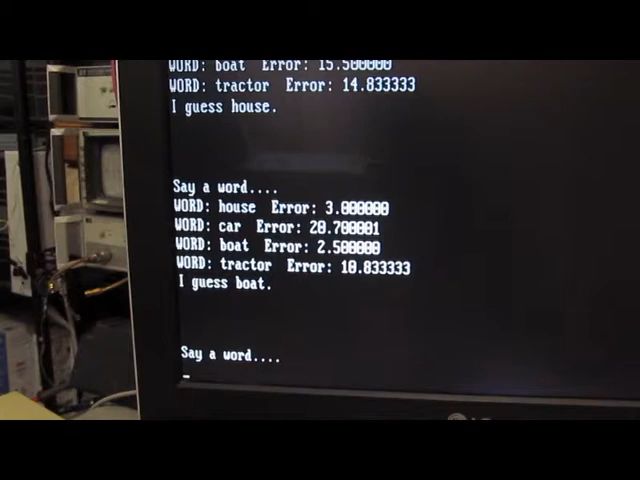 WORD: boat Error: 15.500000
WORD: tractor Error: 14.833333
I guess house.
Say a word....
WORD: house Error: 3.000000
WORD: car Error: 20.700001
WORD: boat Error: 2.500000
WORD: tractor Error: 10.833333
I guess boat.
Say a word....
LG